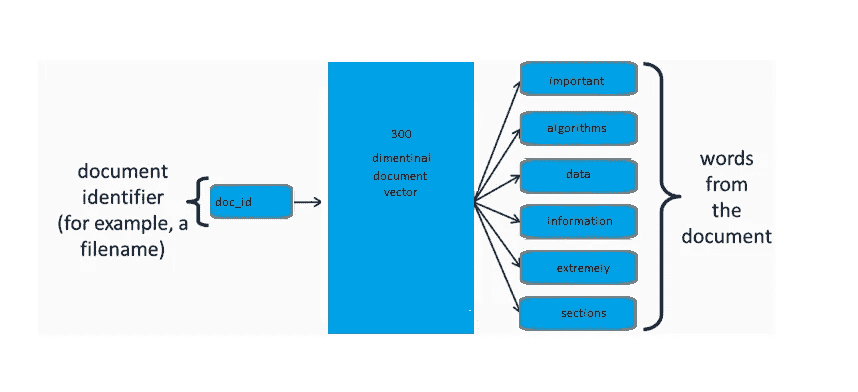 document
identifier
(for example, a
filename)
doc_id
300
dimentinai
document
vector
important
algorithms
data
information
extremely
sections
words
from
the
document